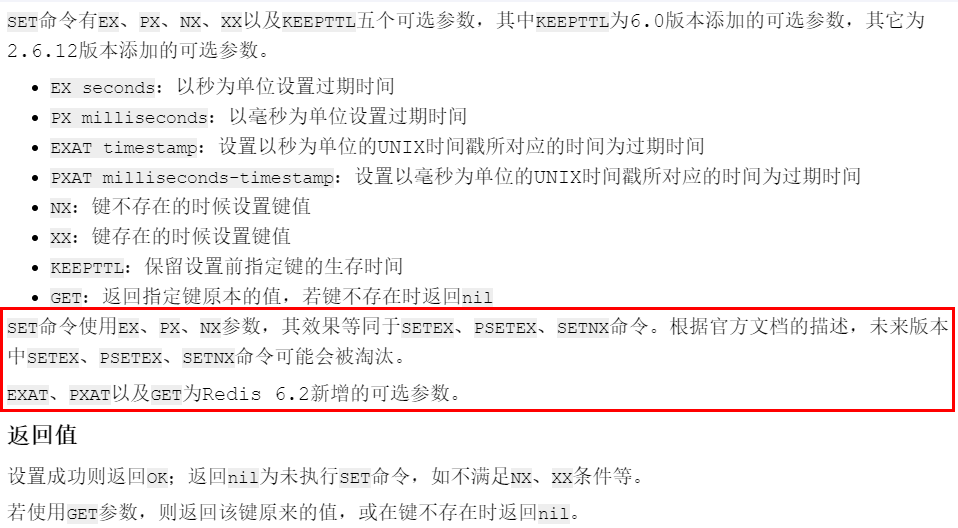 SET命令有EX、PX、NX、XX以及KEEPTTL五个可选参数，其中KEEPTTL为6.0版本添加的可选参数，其它为
2.6.12版本添加的可选参数。
• EX seconds：以秒为单位设置过期时间
• PX milliseconds：以毫秒为单位设置过期时间
• EXAT timestamp：设置以秒为单位的UNIX时间戳所对应的时间为过期时间
• PXAT milliseconds-timestamp：设置以毫秒为单位的UNIX时间戳所对应的时间为过期时间
• NX：键不存在的时候设置键值
• XX：键存在的时候设置键值
• KEEPTTL：保留设置前指定键的生存时间
• GET：返回指定键原本的值，若键不存在时返回nil
SET命令使用EX、PX、NX参数，其效果等同于SETEX、PSETEX、SETNX命令。根据官方文档的描述，未来版本
中SETEX、PSETEX、SETNX命令可能会被淘汰。
EXAT、PXAT以及GET为Redis 6.2新增的可选参数。
返回值
设置成功则返回OK；返回nil为未执行SET命令，如不满足NX、XX条件等。
若使用GET参数，则返回该键原来的值，或在键不存在时返回nil。